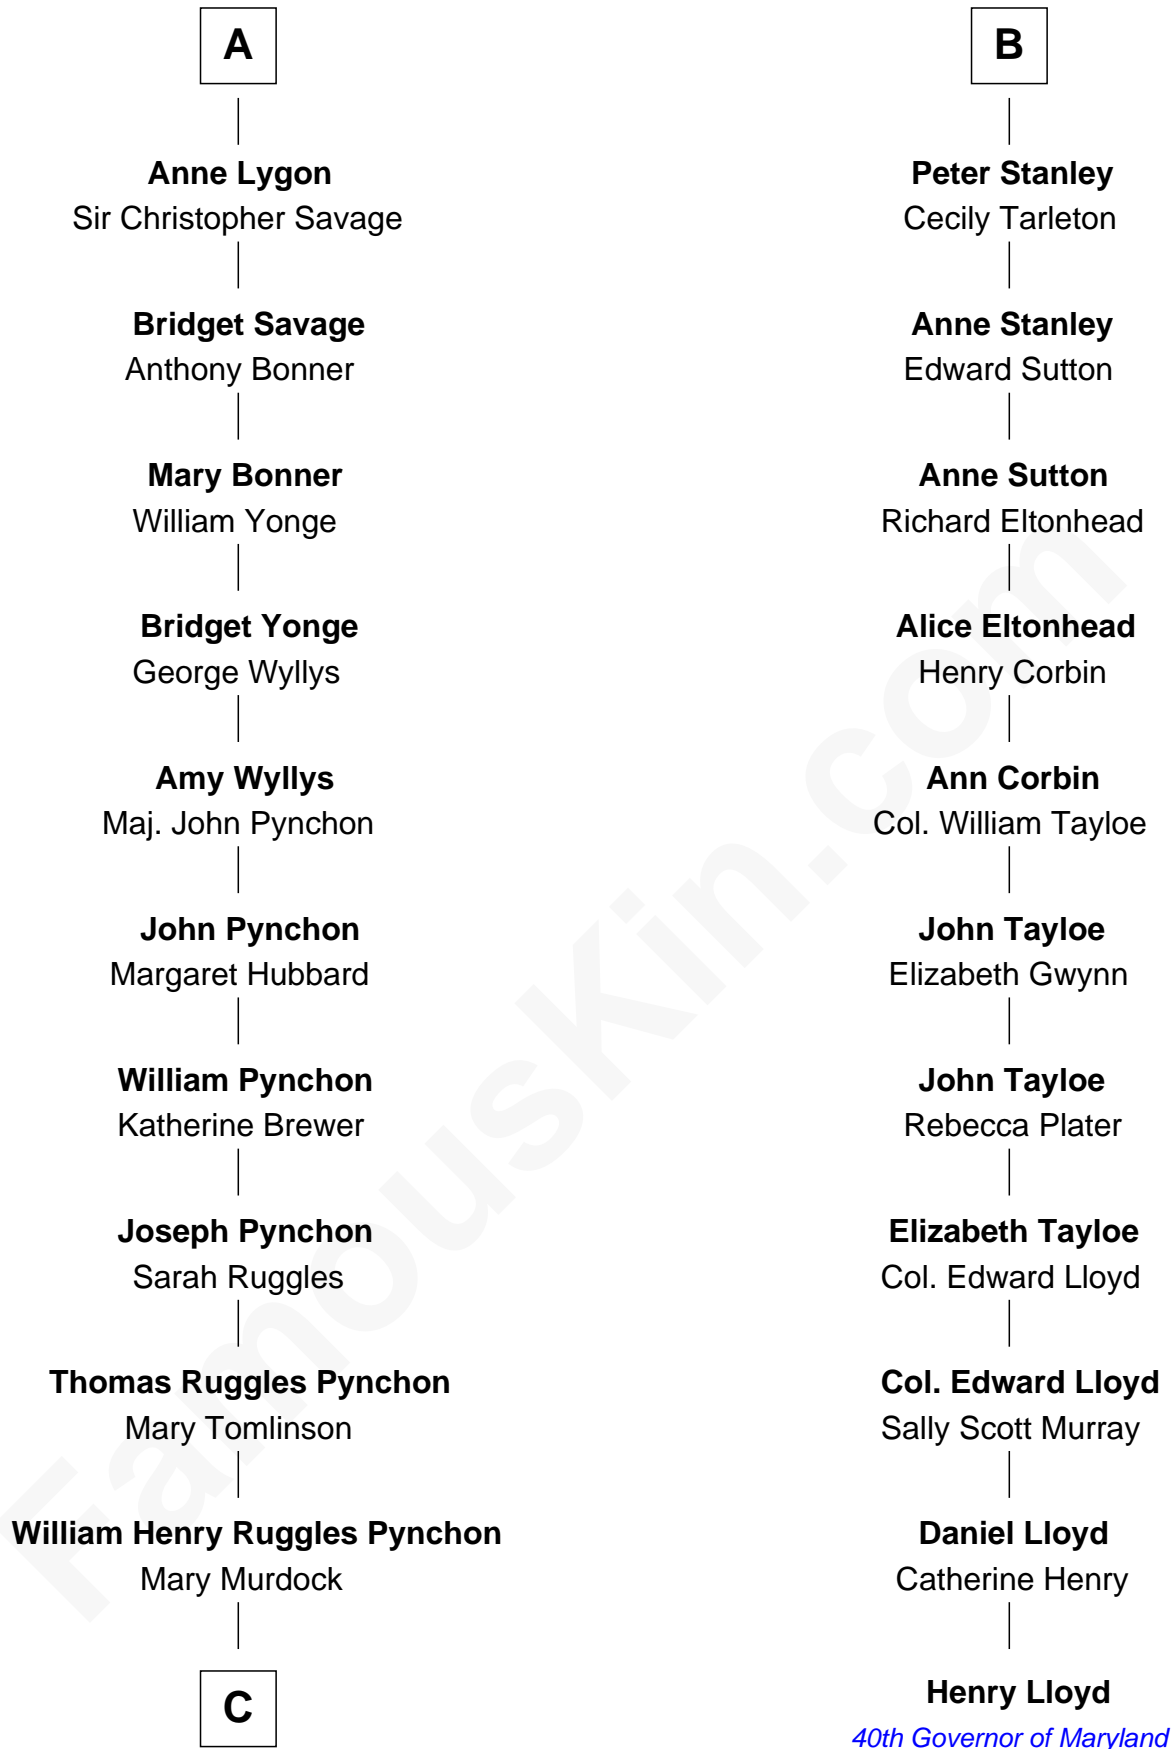 A
Anne Lygon
Sir Christopher Savage
Bridget Savage
Anthony Bonner
Mary Bonner
William Yonge
Bridget Yonge
George Wyllys
Amy Wyllys
Maj. John Pynchon
John Pynchon
Margaret Hubbard
William Pynchon
Katherine Brewer
Joseph Pynchon
Sarah Ruggles
Thomas Ruggles Pynchon
Mary Tomlinson
William Henry Ruggles Pynchon
Mary Murdock
C
B
Peter Stanley
Cecily Tarleton
Anne Stanley
Edward Sutton
Anne Sutton
Richard Eltonhead
Alice Eltonhead
Henry Corbin
Ann Corbin
Col. William Tayloe
John Tayloe
Elizabeth Gwynn
John Tayloe
Rebecca Plater
Elizabeth Tayloe
Col. Edward Lloyd
Col. Edward Lloyd
Sally Scott Murray
Daniel Lloyd
Catherine Henry
Henry Lloyd
40th Governor of Maryland
FamousKin.com